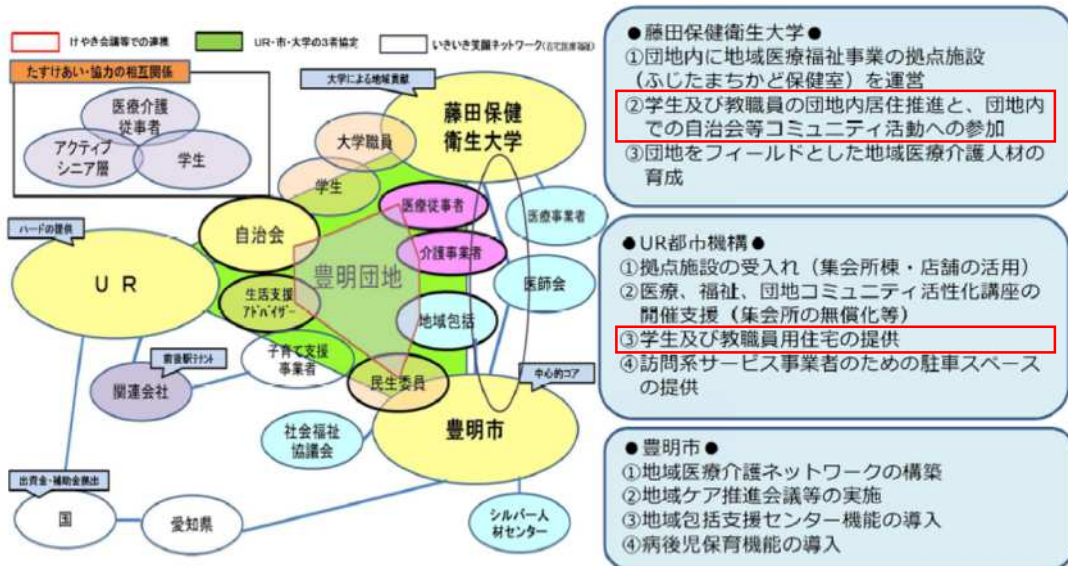 けやき会議等での連携
UR・市・大学の3者協定
いきいき笑顔ネットワーク(在宅医療福祉)
たすけあい・協力の相互関係
医療介護
従事者
アクティブ
シニア層
学生
大学による地域貢献
藤田保健
衛生大学
大学職員
学生
医療従事者
医療事業者
ハードの提供
自治会
介護事業者
UR
豊明団地
医師会
生活支援
アドバイザー
地域包括
前後駅テナント
子育て支援
事業者
関連会社
民生委員
中心的コア
豊明市
社会福祉
協議会
出資金・補助金拠出
国
愛知県
シルバー人
材センター
●藤田保健衛生大学●
①団地内に地域医療福祉事業の拠点施設
(ふじたまちかど保健室)を運営
②学生及び教職員の団地内居住推進と、団地内
での自治会等コミュニティ活動への参加
③団地をフィールドとした地域医療介護人材の
育成
●UR都市機構●
①拠点施設の受入れ(集会所棟・店舗の活用)
②医療、福祉、団地コミュニティ活性化講座の
開催支援(集会所の無償化等)
③学生及び教職員用住宅の提供
④訪問系サービス事業者のための駐車スペース
の提供
●豊明市●
①地域医療介護ネットワークの構築
②地域ケア推進会議等の実施
③地域包括支援センター機能の導入
④病後児保育機能の導入